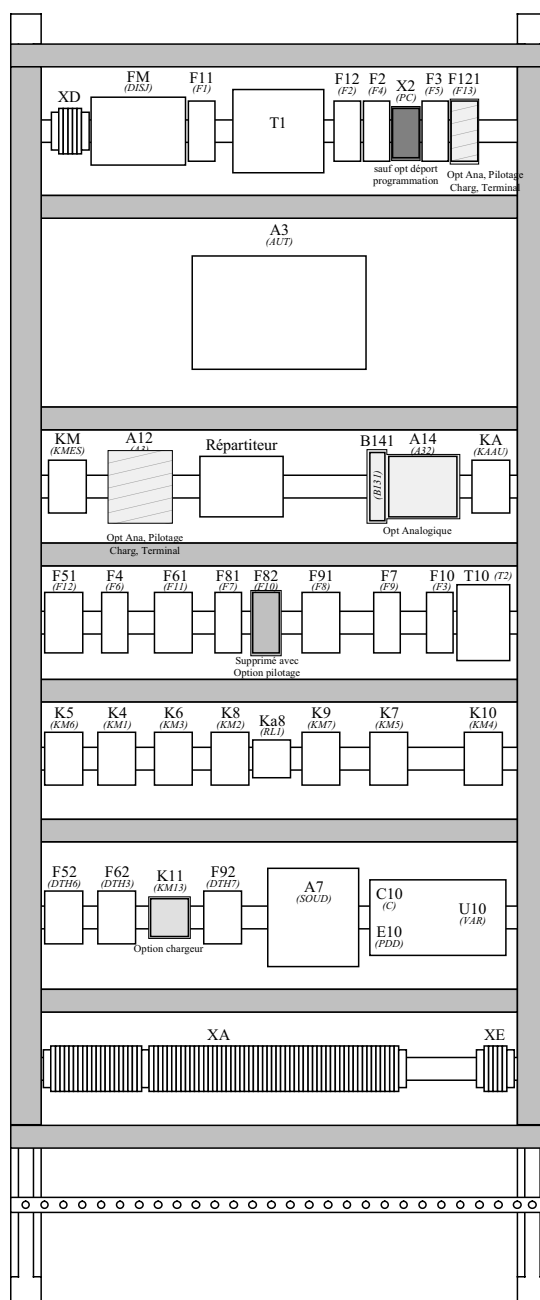 XD
FM
(DISJ)
F11
(F1)
T1
F12
(F2)
F2
(F4)
X2
(PC)
F3
(F5)
F121
(F13)
sauf opt déport
programmation
Opt Ana, Pilotage
Charg, Terminal
A3
(AUT)
KM
(KMES)
A12
(A3)
Répartiteur
B141
(B131)
A14
(A32)
KA
(KAAU)
Opt Ana, Pilotage
Charg, Terminal
Opt Analogique
F51
(F12)
F4
(F6)
F61
(F11)
F81
(F7)
F82
(F10)
F91
(F8)
F7
(F9)
F10
(F3)
T10 (T2)
Supprimé avec
Option pilotage
K5
(KM6)
K4
(KM1)
K6
(KM3)
K8
(KM2)
Ka8
(RL1)
K9
(KM7)
K7
(KM5)
K10
(KM4)
F52
(DTH6)
F62
(DTH3)
K11
(KM13)
F92
(DTH7)
A7
(SOUD)
C10
(C)
E10
(PDD)
U10
(VAR)
Option chargeur
XA
XE